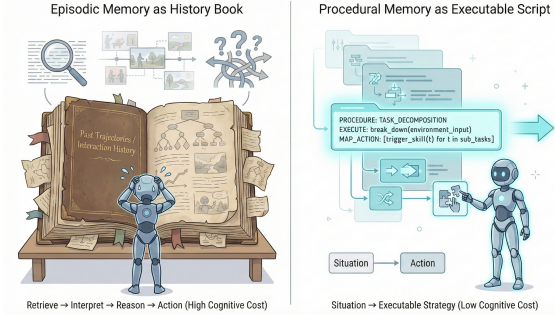 Episodic Memory as History Book
Past Trajectories /
Interaction History
Retrieve → Interpret → Reason → Action (High Cognitive Cost)
Procedural Memory as Executable Script
PROCEDURE: TASK_DECOMPOSITION
EXECUTE: break_down(environment_input)
MAP_ACTION: [trigger_skill(t) for t in sub_tasks]
Situation → Action
Situation → Executable Strategy (Low Cognitive Cost)